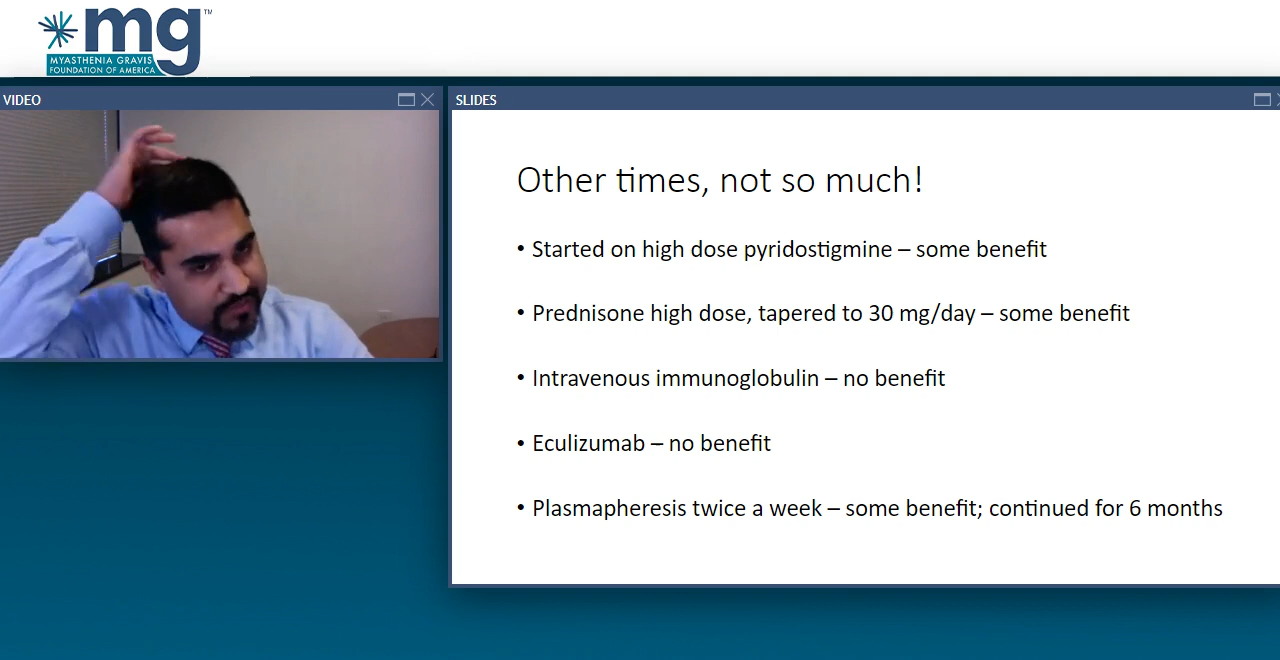 mg™
MYASTHENIA GRAVIS
FOUNDATION OF AMERICA
VIDEO
SLIDES
Other times, not so much!
• Started on high dose pyridostigmine – some benefit
• Prednisone high dose, tapered to 30 mg/day – some benefit
• Intravenous immunoglobulin – no benefit
• Eculizumab – no benefit
• Plasmapheresis twice a week – some benefit; continued for 6 months